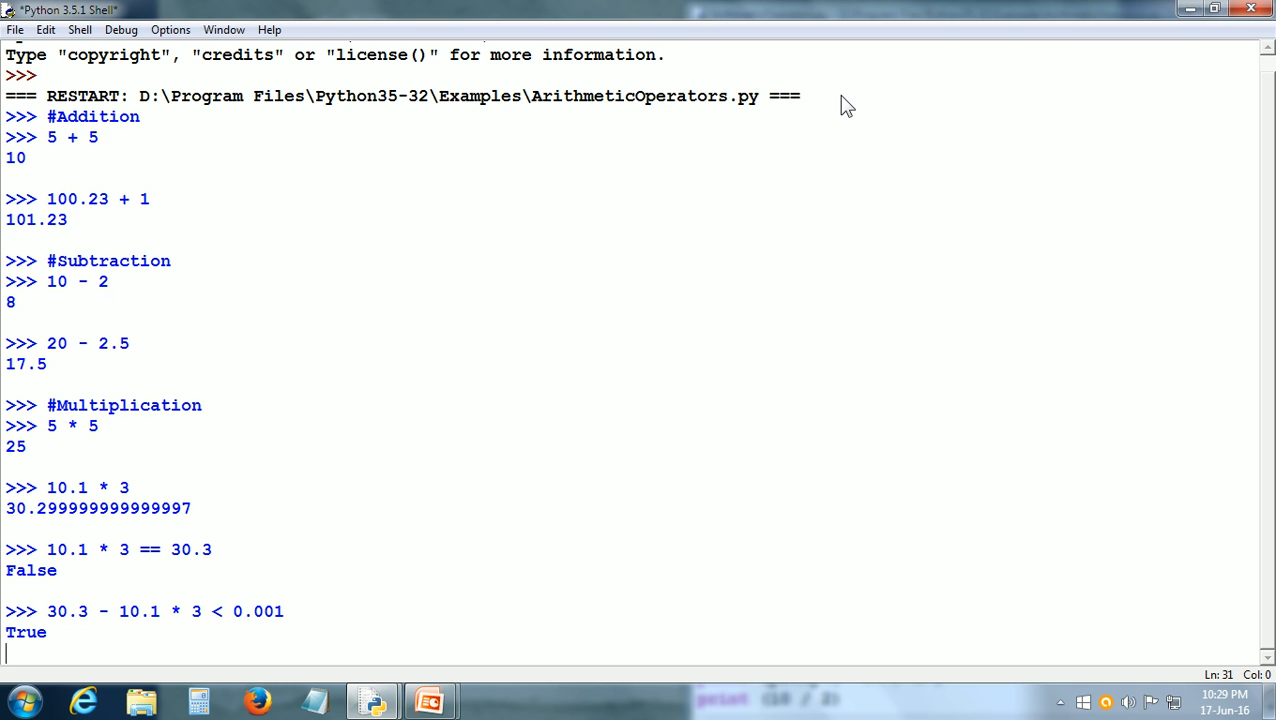 *Python 3.5.1 Shell*
File Edit Shell Debug Options Window Help
Type "copyright", "credits" or "license()" for more information.
>>>
=== RESTART: D:\Program Files\Python35-32\Examples\ArithmeticOperators.py ===
>>> #Addition
>>> 5 + 5
10
>>> 100.23 + 1
101.23
>>> #Subtraction
>>> 10 - 2
8
>>> 20 - 2.5
17.5
>>> #Multiplication
>>> 5 * 5
25
>>> 10.1 * 3
30.299999999999997
>>> 10.1 * 3 == 30.3
False
>>> 30.3 - 10.1 * 3 < 0.001
True
Ln: 31 Col: 0
print (10 / 2)
10:29 PM
17-Jun-16